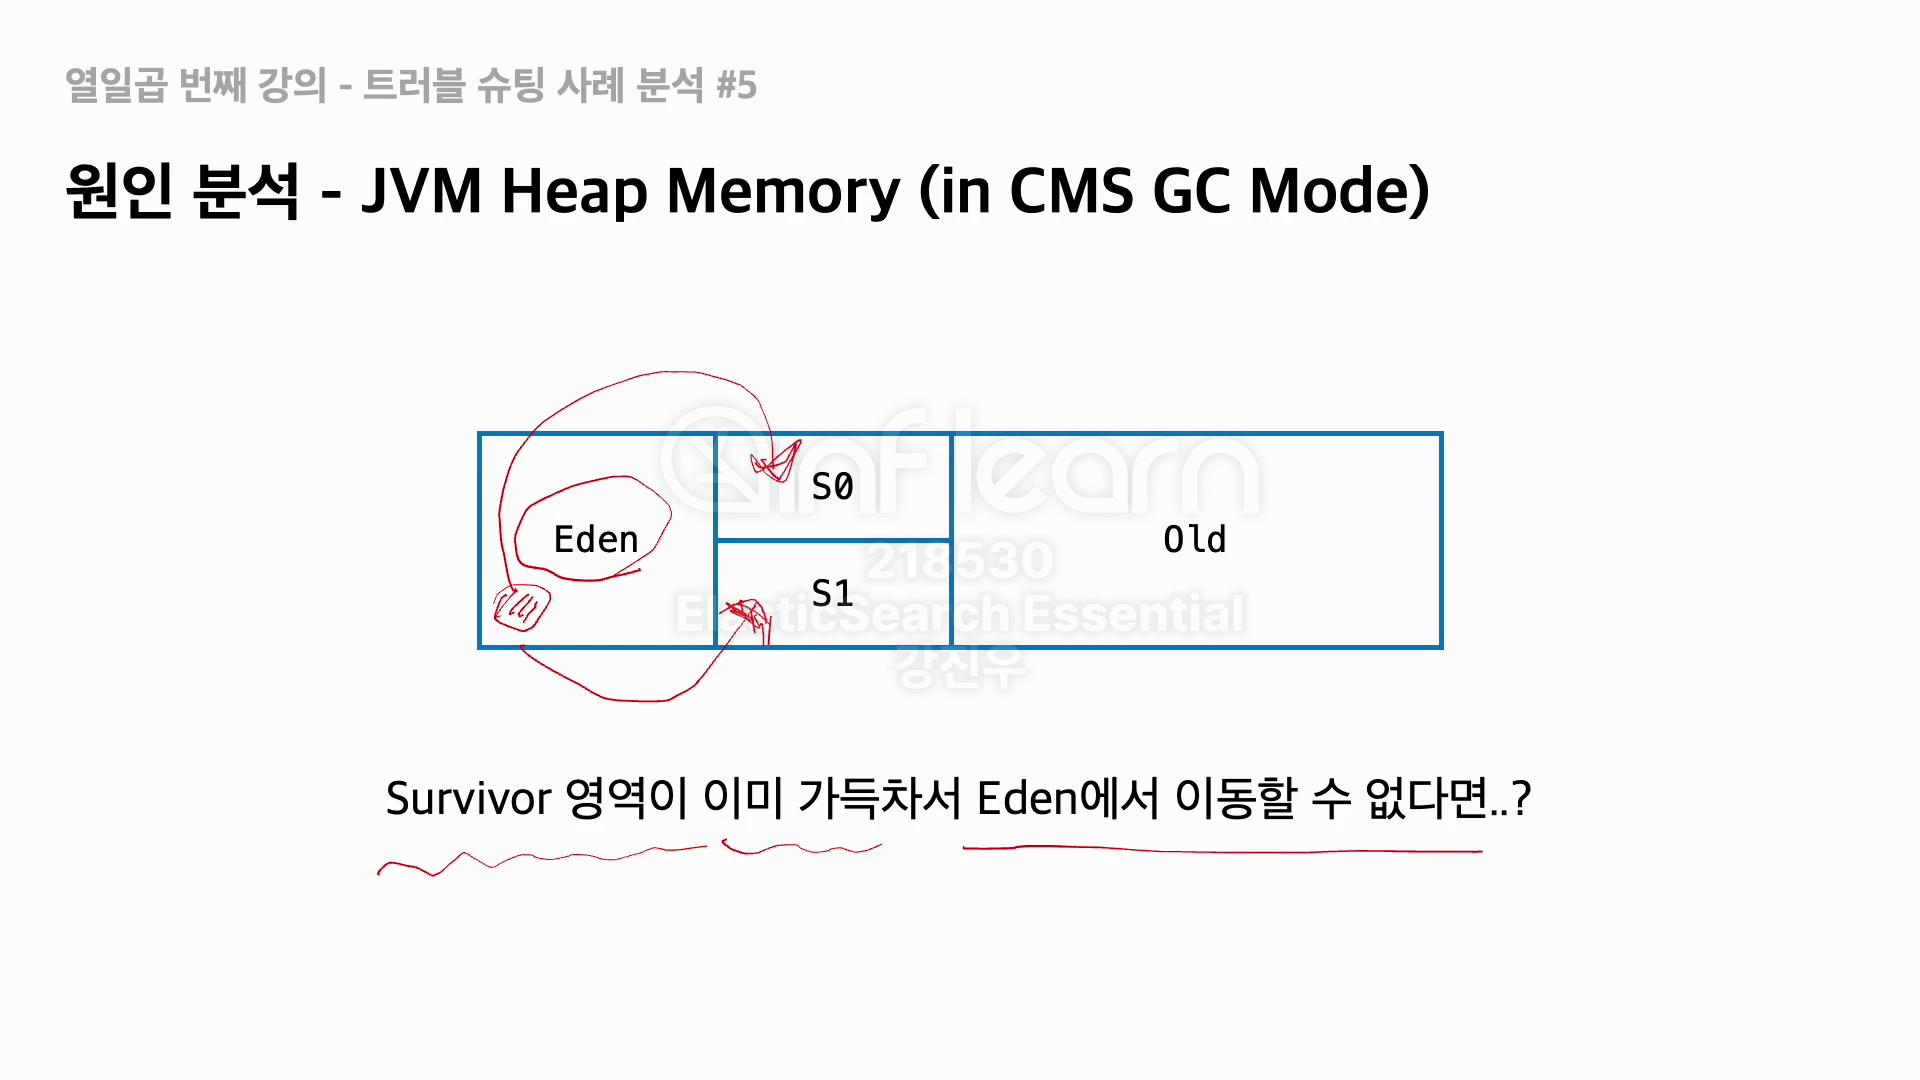 열일곱 번째 강의 - 트러블 슈팅 사례 분석 #5
원인 분석 - JVM Heap Memory (in CMS GC Mode)
inflearn
Eden
S0
S1
Old
218530
ElasticSearch Essential
강진우
Survivor 영역이 이미 가득차서 Eden에서 이동할 수 없다면..?